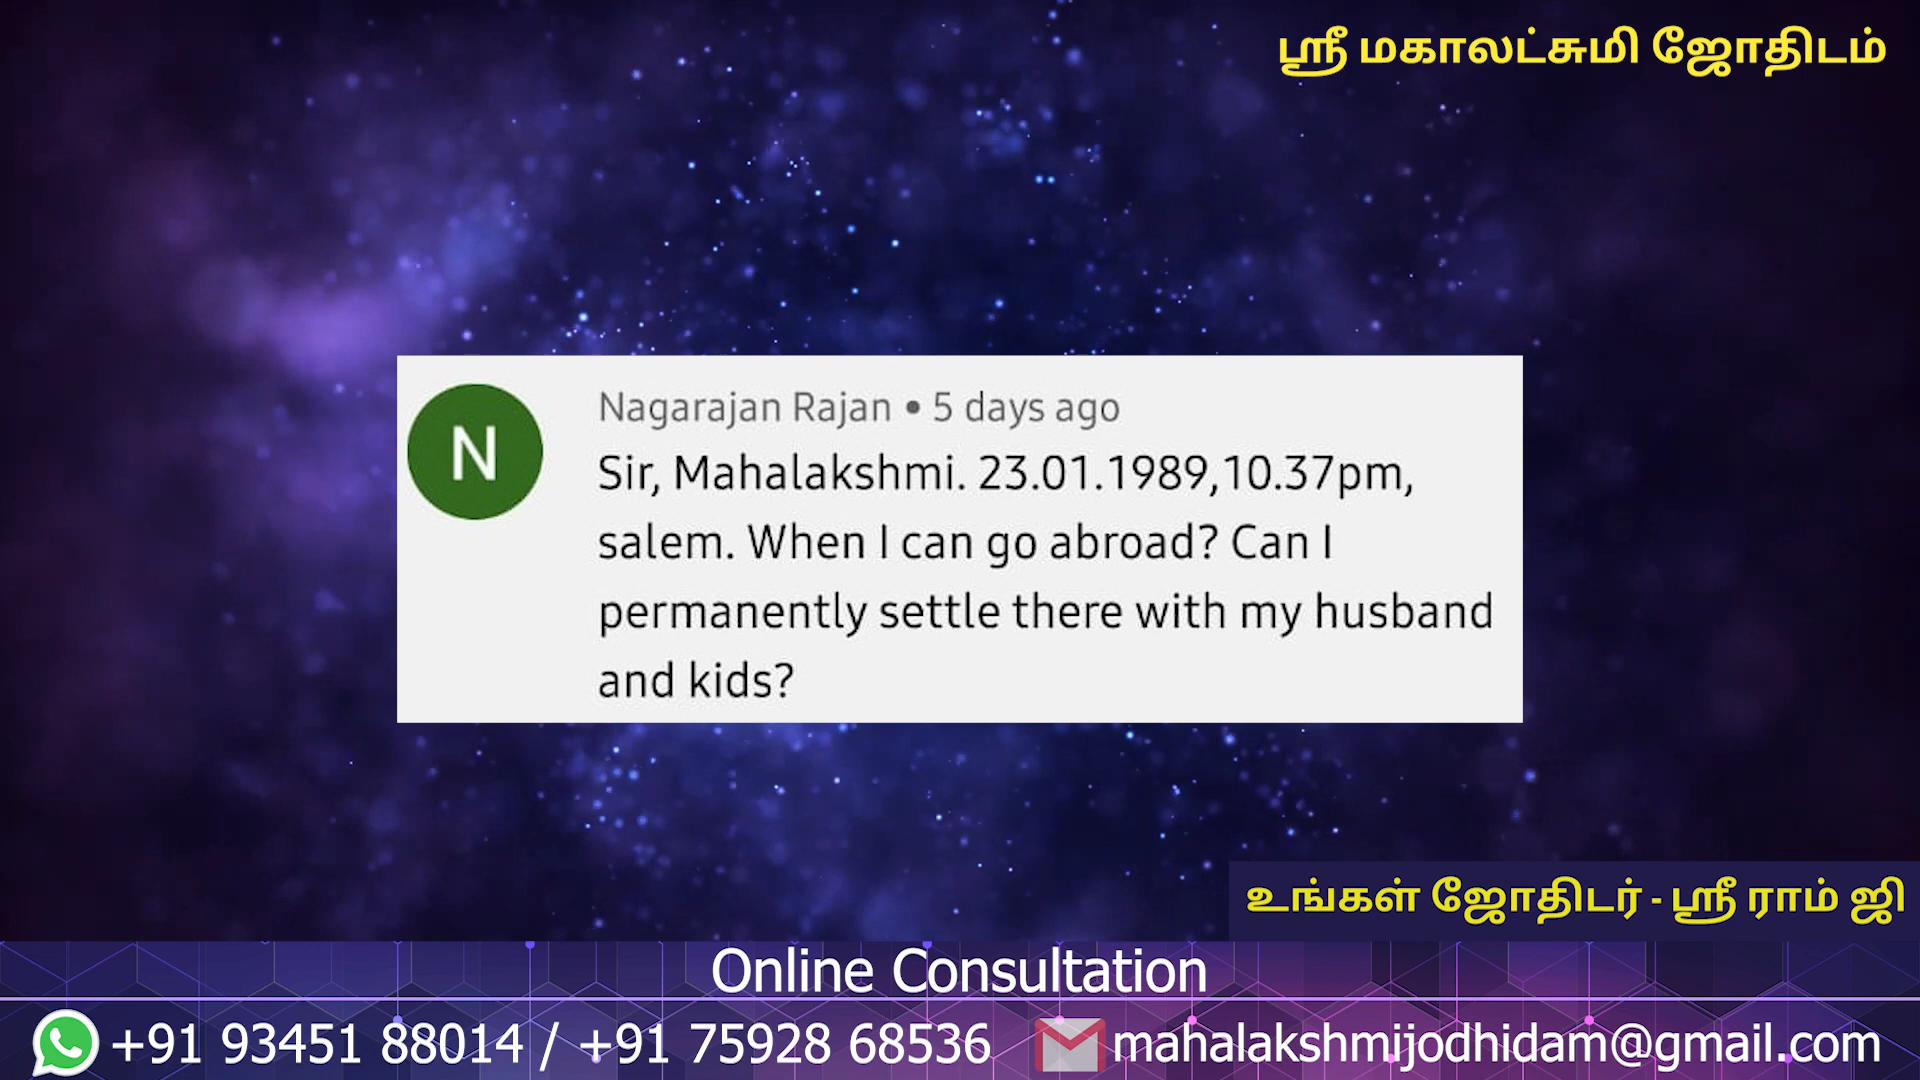 ஸ்ரீ மகாலட்சுமி ஜோதிடம்
N
Nagarajan Rajan • 5 days ago
Sir, Mahalakshmi. 23.01.1989,10.37pm,
salem. When I can go abroad? Can I
permanently settle there with my husband
and kids?
உங்கள் ஜோதிடர் - ஸ்ரீ ராம் ஜி
Online Consultation
+91 93451 88014 / +91 75928 68536 mahalakshmijodhidam@gmail.com